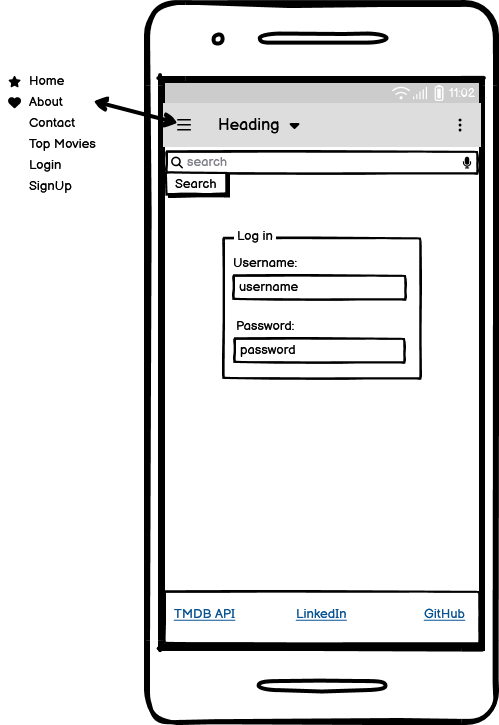 Home
About
Contact
Top Movies
Login
SignUp
11:02
Heading
search
Search
Log in
Username:
username
Password:
password
TMDB API LinkedIn GitHub